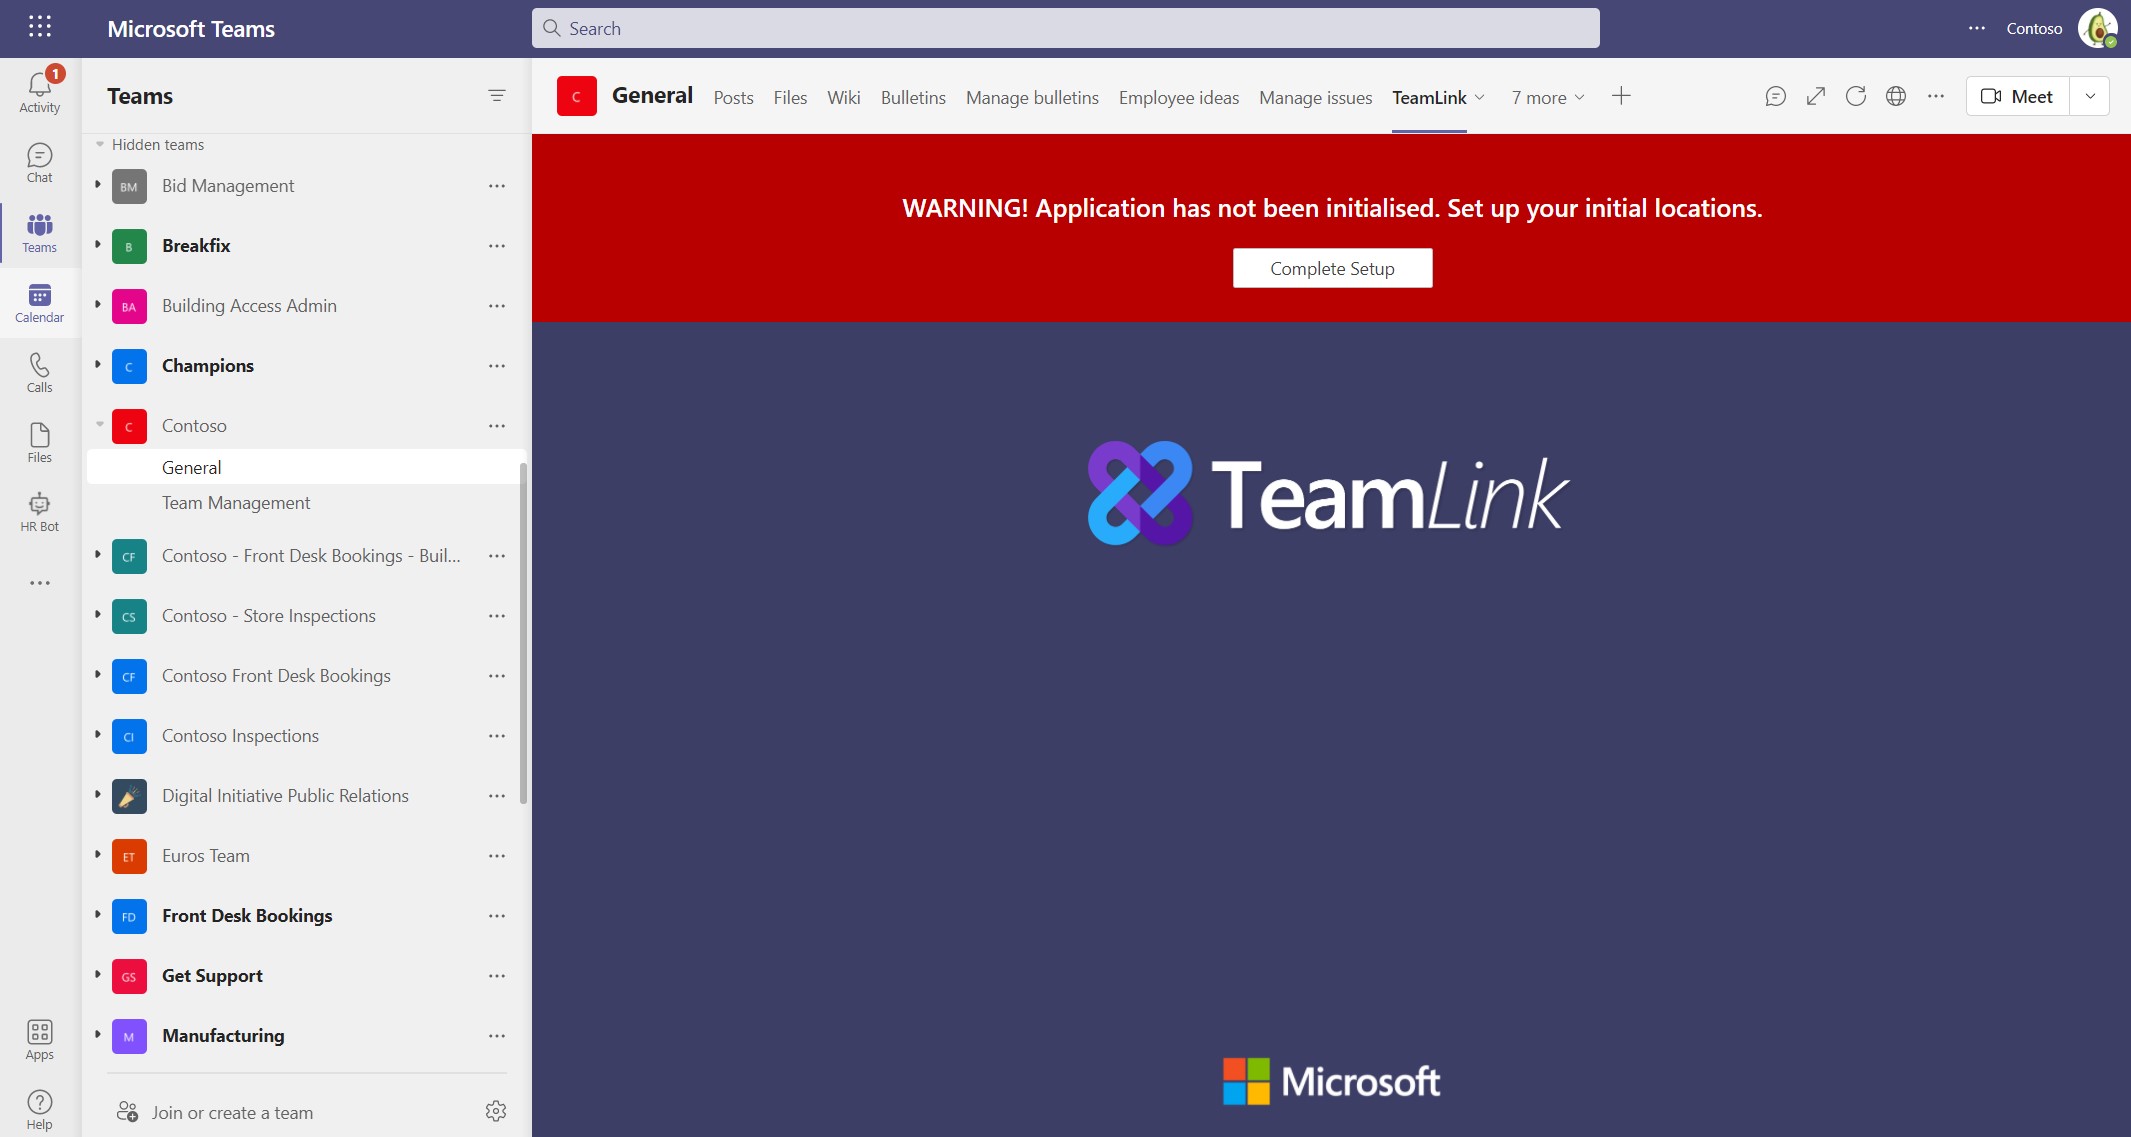 Microsoft Teams
Search
Contoso
1
Activity
Chat
Teams
Calendar
Calls
Files
HR Bot
Apps
Help
Teams
Hidden teams
BM Bid Management
B Breakfix
BA Building Access Admin
C Champions
C Contoso
General
Team Management
CF Contoso - Front Desk Bookings - Buil...
CS Contoso - Store Inspections
CF Contoso Front Desk Bookings
CI Contoso Inspections
Digital Initiative Public Relations
ET Euros Team
FD Front Desk Bookings
GS Get Support
M Manufacturing
Join or create a team
C General Posts Files Wiki Bulletins Manage bulletins Employee ideas Manage issues TeamLink 7 more Meet
WARNING! Application has not been initialised. Set up your initial locations.
Complete Setup
TeamLink
Microsoft